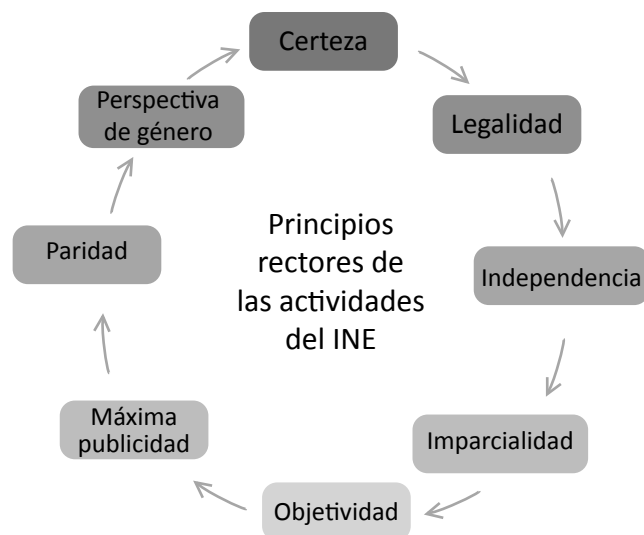 Certeza
Legalidad
Independencia
Imparcialidad
Objetividad
Máxima
publicidad
Paridad
Perspectiva
de género
Principios
rectores de
las actividades
del INE